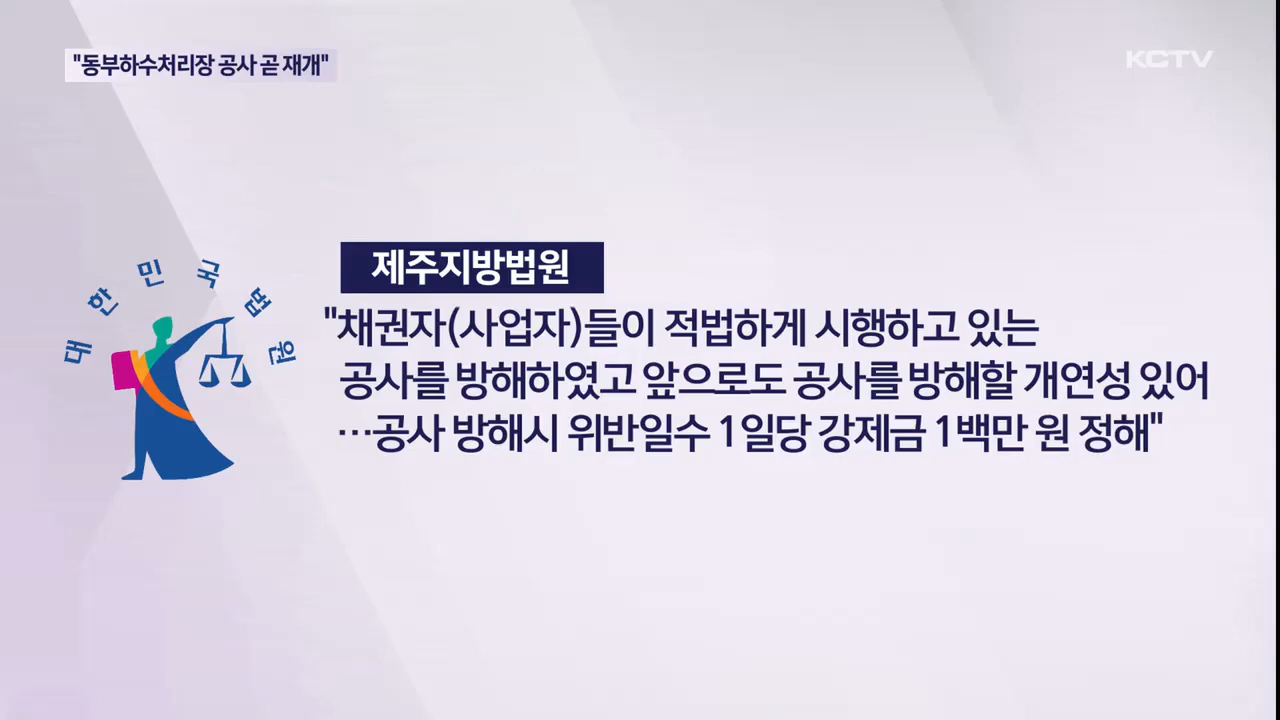 "동부하수처리장 공사 곧 재개"
KCTV
대한민국법원
제주지방법원
"채권자(사업자)들이 적법하게 시행하고 있는
공사를 방해하였고 앞으로도 공사를 방해할 개연성 있어
…공사 방해시 위반일수 1일당 강제금 1백만 원 정해"